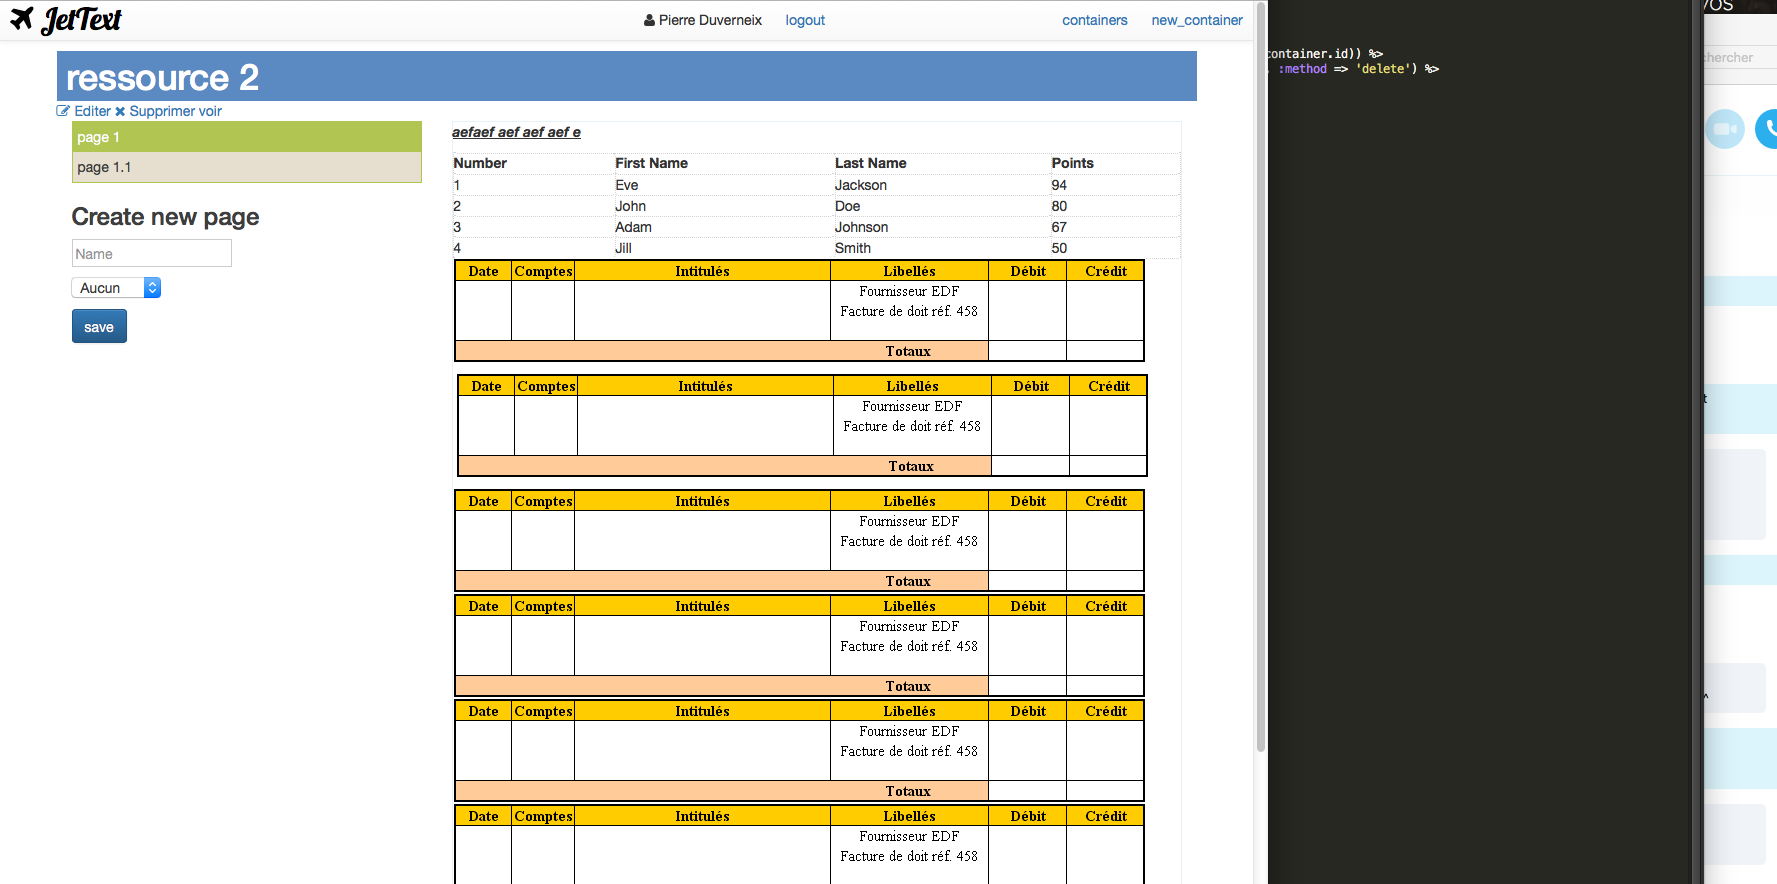 JetText
Pierre Duverneix logout containers new_container
ressource 2
Editer Supprimer voir
page 1
page 1.1
Create new page
Name
Aucun
save
aefaef aef aef aef e
Number First Name Last Name Points
1 Eve Jackson 94
2 John Doe 80
3 Adam Johnson 67
4 Jill Smith 50
Date Comptes Intitulés Libellés Débit Crédit
Fournisseur EDF
Facture de doit réf. 458
Totaux
Date Comptes Intitulés Libellés Débit Crédit
Fournisseur EDF
Facture de doit réf. 458
Totaux
Date Comptes Intitulés Libellés Débit Crédit
Fournisseur EDF
Facture de doit réf. 458
Totaux
Date Comptes Intitulés Libellés Débit Crédit
Fournisseur EDF
Facture de doit réf. 458
Totaux
Date Comptes Intitulés Libellés Débit Crédit
Fournisseur EDF
Facture de doit réf. 458
Totaux
Date Comptes Intitulés Libellés Débit Crédit
Fournisseur EDF
Facture de doit réf. 458
container.id)) %>
, :method => 'delete') %>
hercher
t
^